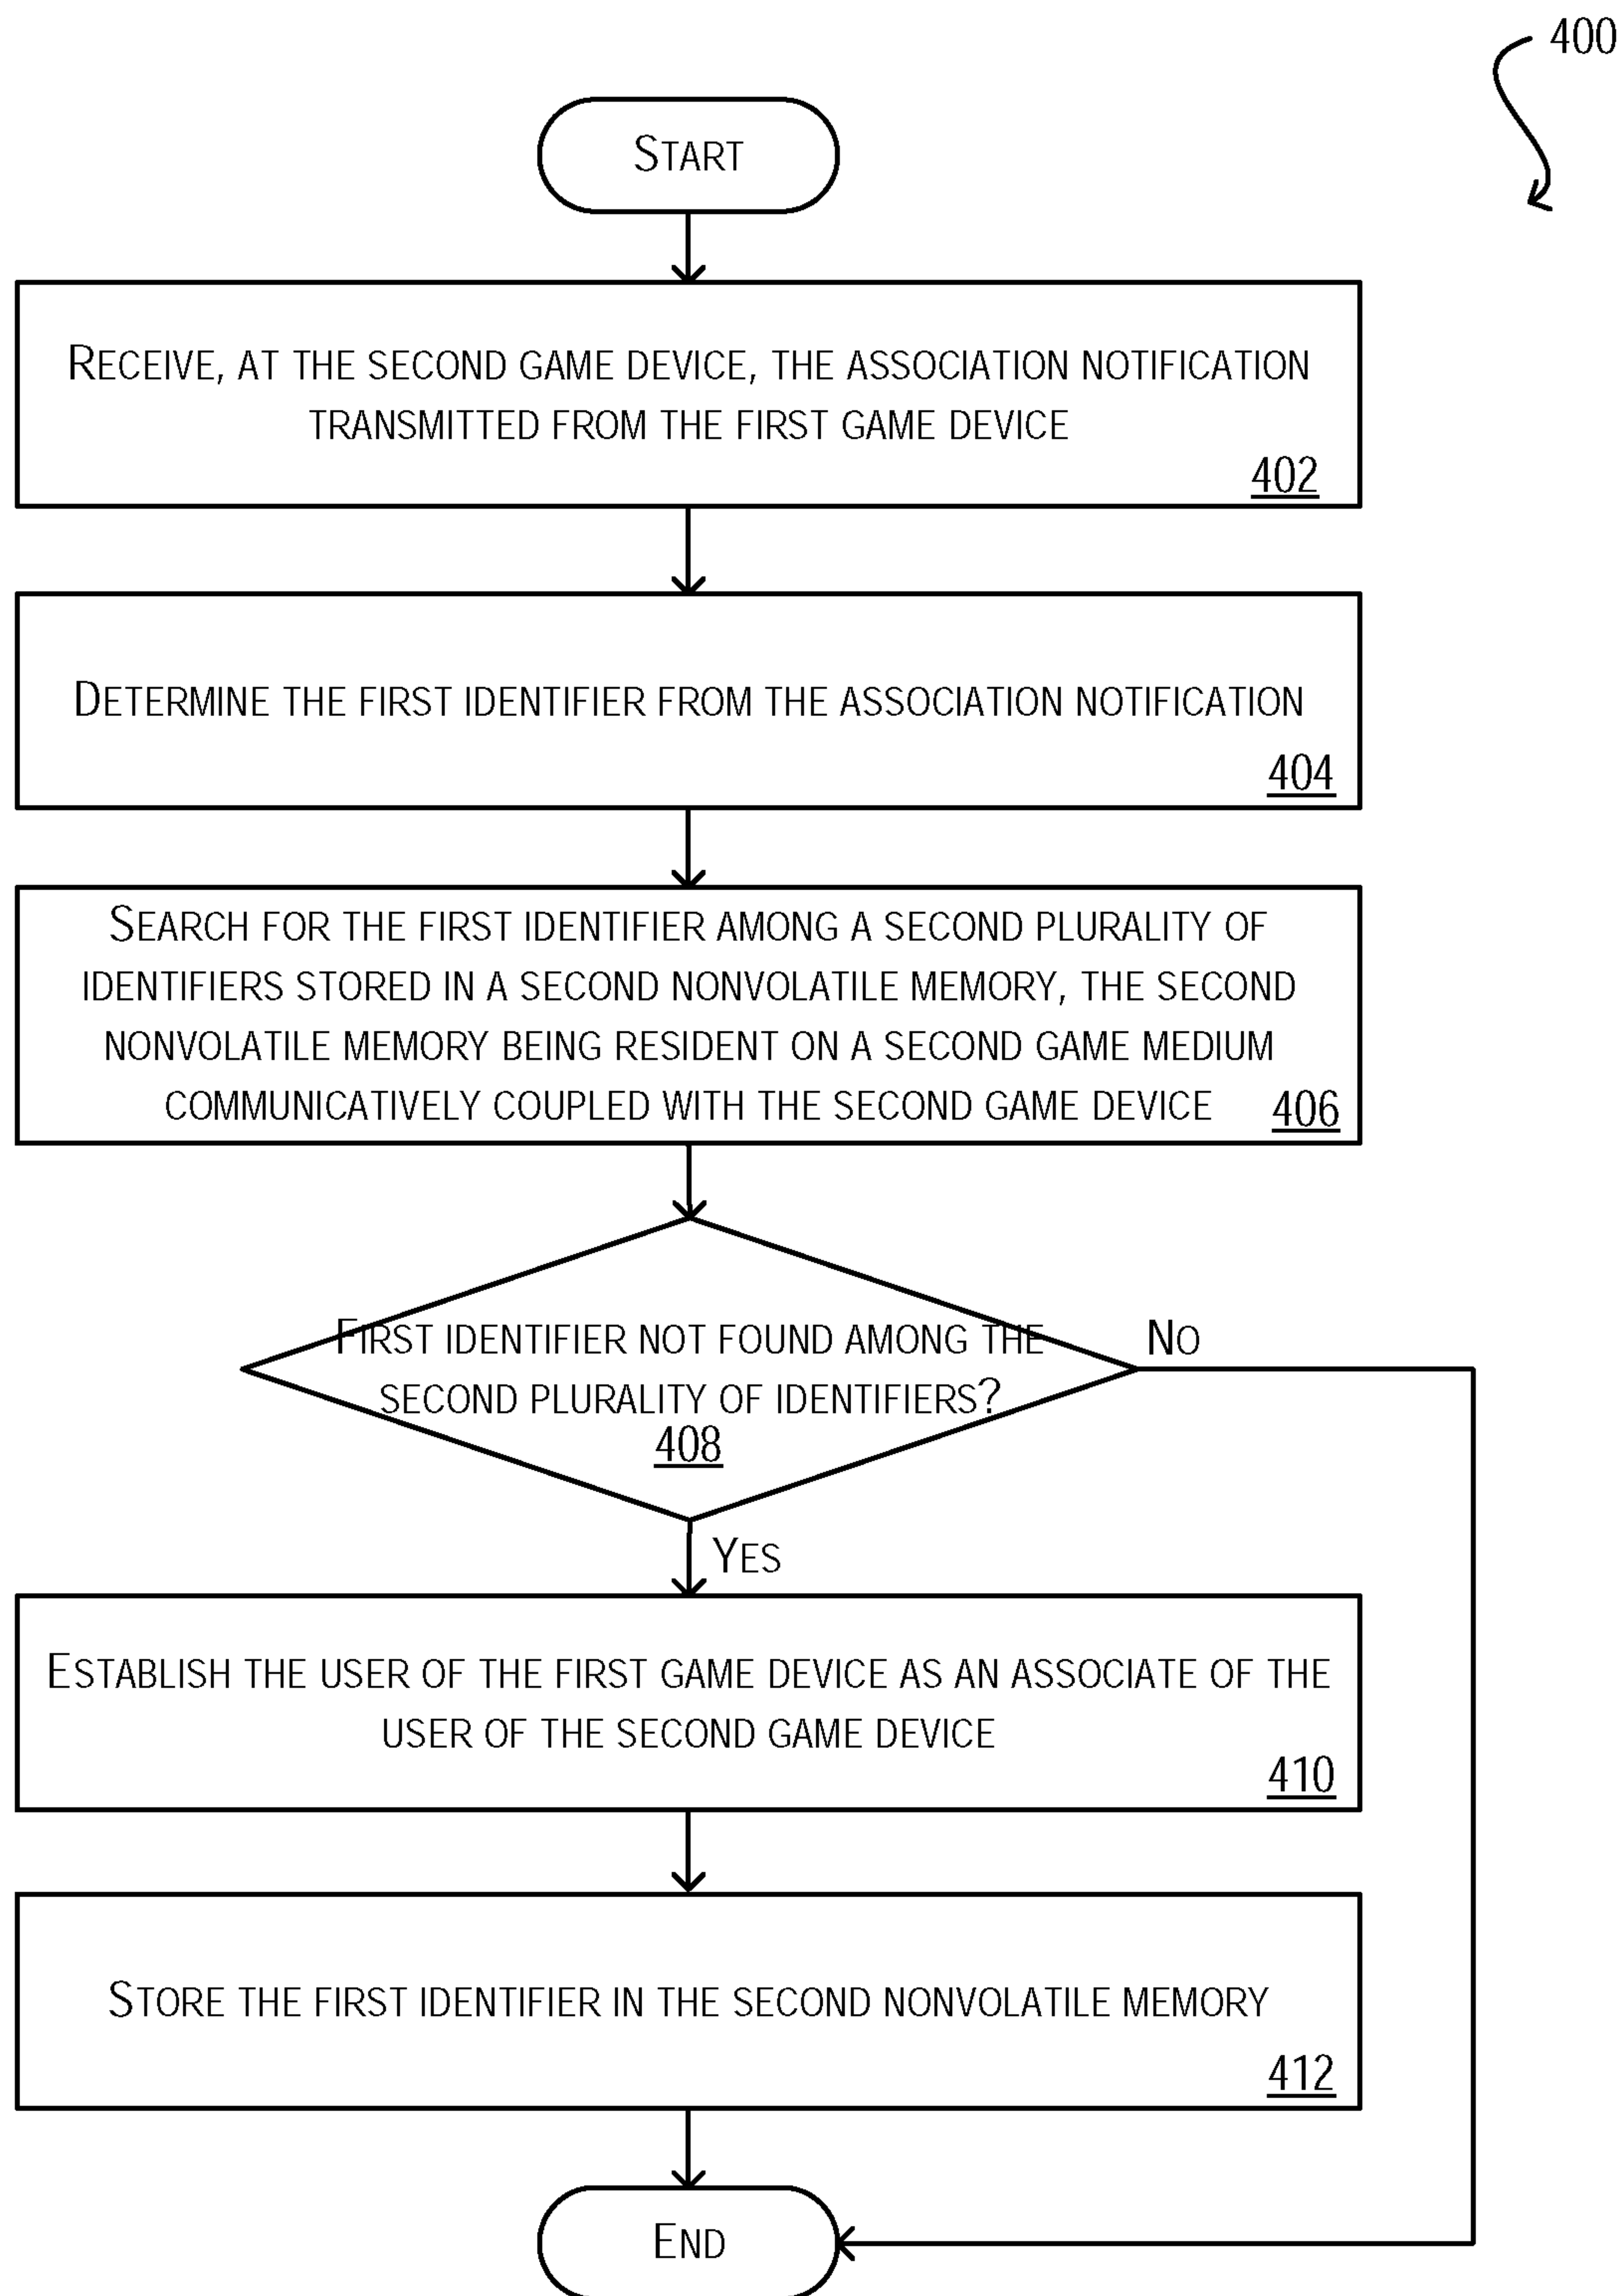 400
START
RECEIVE, AT THE SECOND GAME DEVICE, THE ASSOCIATION NOTIFICATION
TRANSMITTED FROM THE FIRST GAME DEVICE
402
DETERMINE THE FIRST IDENTIFIER FROM THE ASSOCIATION NOTIFICATION
404
SEARCH FOR THE FIRST IDENTIFIER AMONG A SECOND PLURALITY OF
IDENTIFIERS STORED IN A SECOND NONVOLATILE MEMORY, THE SECOND
NONVOLATILE MEMORY BEING RESIDENT ON A SECOND GAME MEDIUM
COMMUNICATIVELY COUPLED WITH THE SECOND GAME DEVICE 406
FIRST IDENTIFIER NOT FOUND AMONG THE
SECOND PLURALITY OF IDENTIFIERS?
408
NO
YES
ESTABLISH THE USER OF THE FIRST GAME DEVICE AS AN ASSOCIATE OF THE
USER OF THE SECOND GAME DEVICE
410
STORE THE FIRST IDENTIFIER IN THE SECOND NONVOLATILE MEMORY
412
END